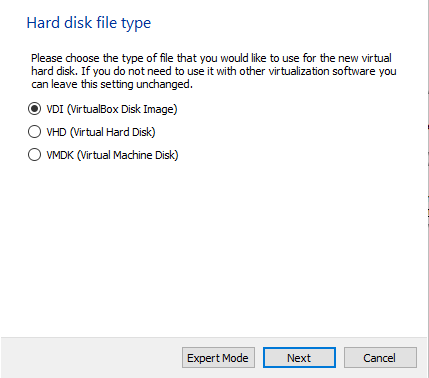 Hard disk file type
Please choose the type of file that you would like to use for the new virtual
hard disk. If you do not need to use it with other virtualization software you
can leave this setting unchanged.
VDI (VirtualBox Disk Image)
VHD (Virtual Hard Disk)
VMDK (Virtual Machine Disk)
Expert Mode
Next
Cancel